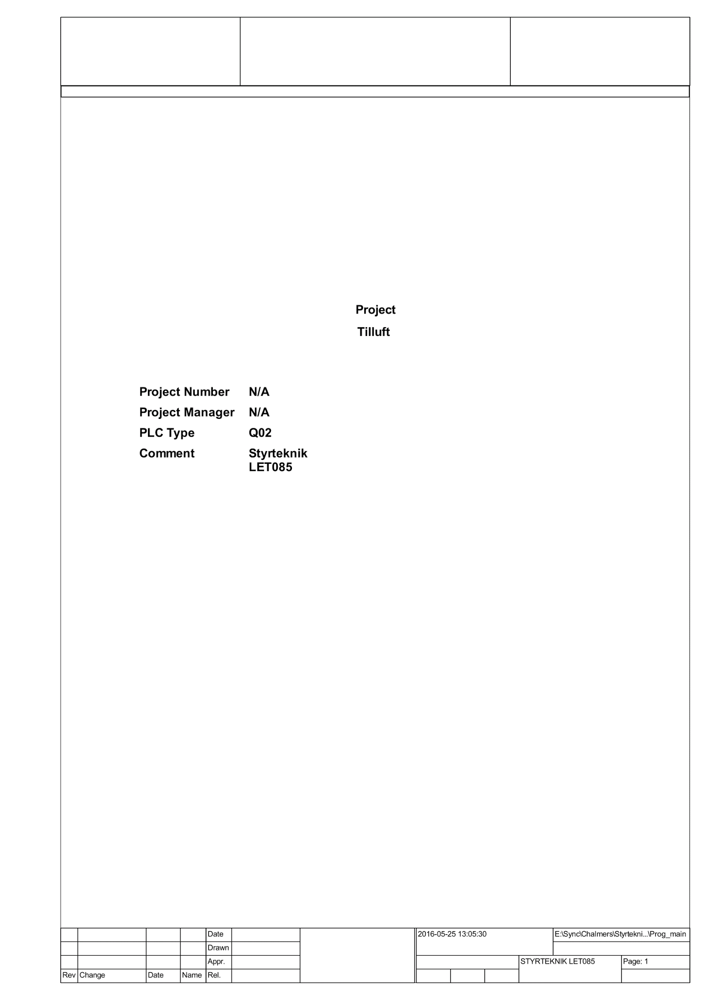 Project
Tilluft
Project Number N/A
Project Manager N/A
PLC Type Q02
Comment Styrteknik
LET085
Date
2016-05-25 13:05:30 E:\Sync\Chalmers\Styrtekni...\Prog_main
Drawn
Appr.
STYRTEKNIK LET085 Page: 1
Rev Change Date Name Rel.